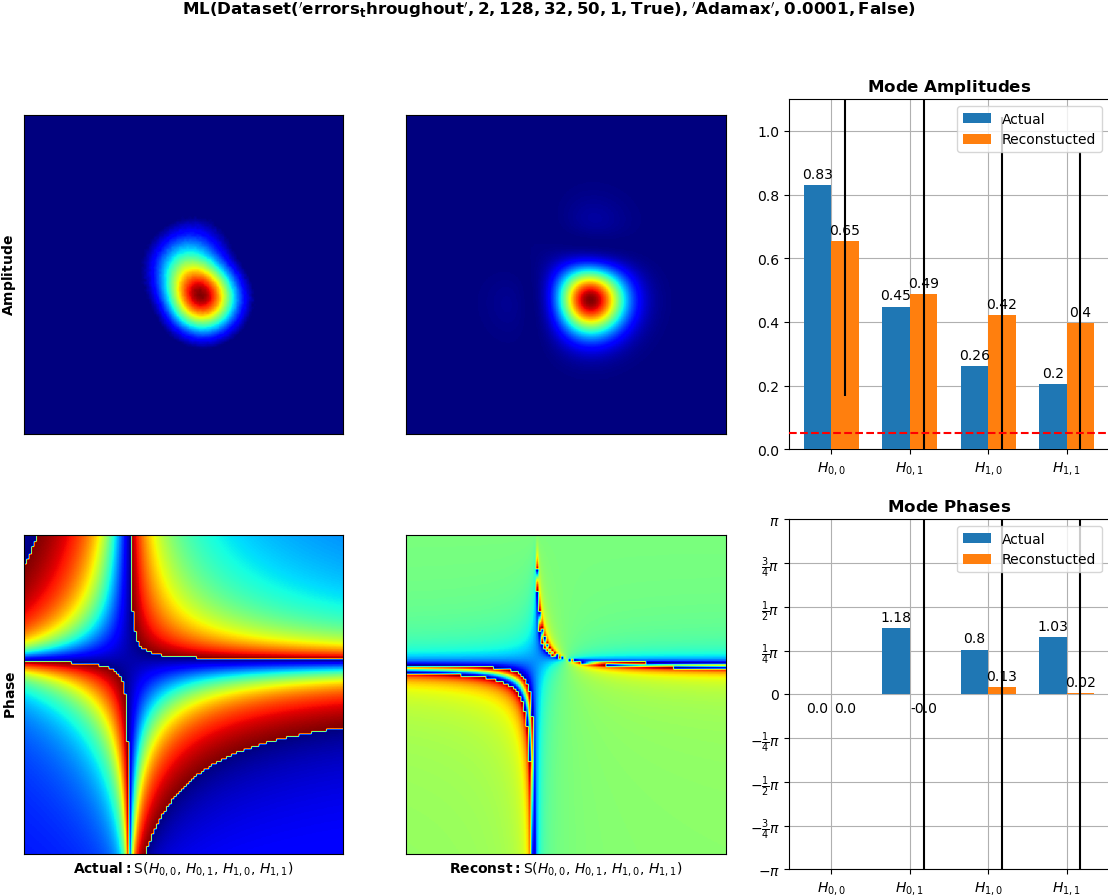 ML(Dataset('errors_throughout', 2, 128, 32, 50, 1, True), 'Adamax', 0.0001, False)
Amplitude
Mode Amplitudes
Actual
Reconstucted
1.0
0.8
0.6
0.4
0.2
0.0
0.83
0.65
0.45
0.49
0.26
0.42
0.2
0.4
H0,0
H0,1
H1,0
H1,1
Phase
Actual: S(H0,0, H0,1, H1,0, H1,1)
Reconst: S(H0,0, H0,1, H1,0, H1,1)
Mode Phases
Actual
Reconstucted
π
3/4π
1/2π
1/4π
0
−1/4π
−1/2π
−3/4π
−π
0.0
0.0
1.18
-0.0
0.8
0.13
1.03
0.02
H0,0
H0,1
H1,0
H1,1